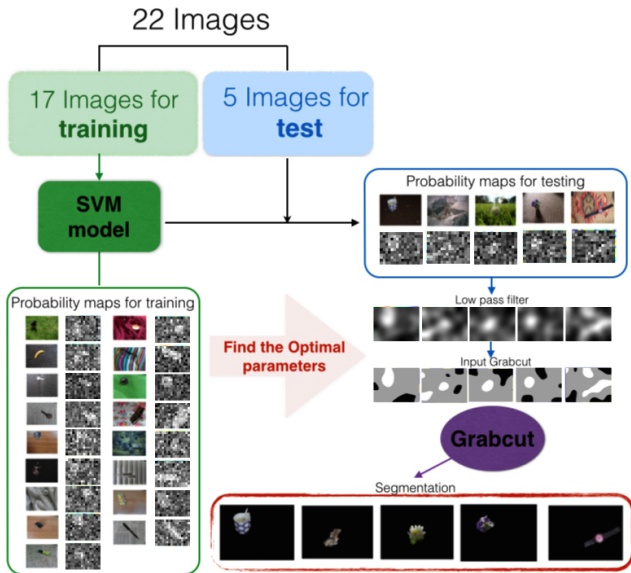 22 Images
17 Images for
training
5 Images for
test
SVM
model
Probability maps for testing
Probability maps for training
Low pass filter
Find the Optimal
parameters
Input Grabcut
Grabcut
Segmentation